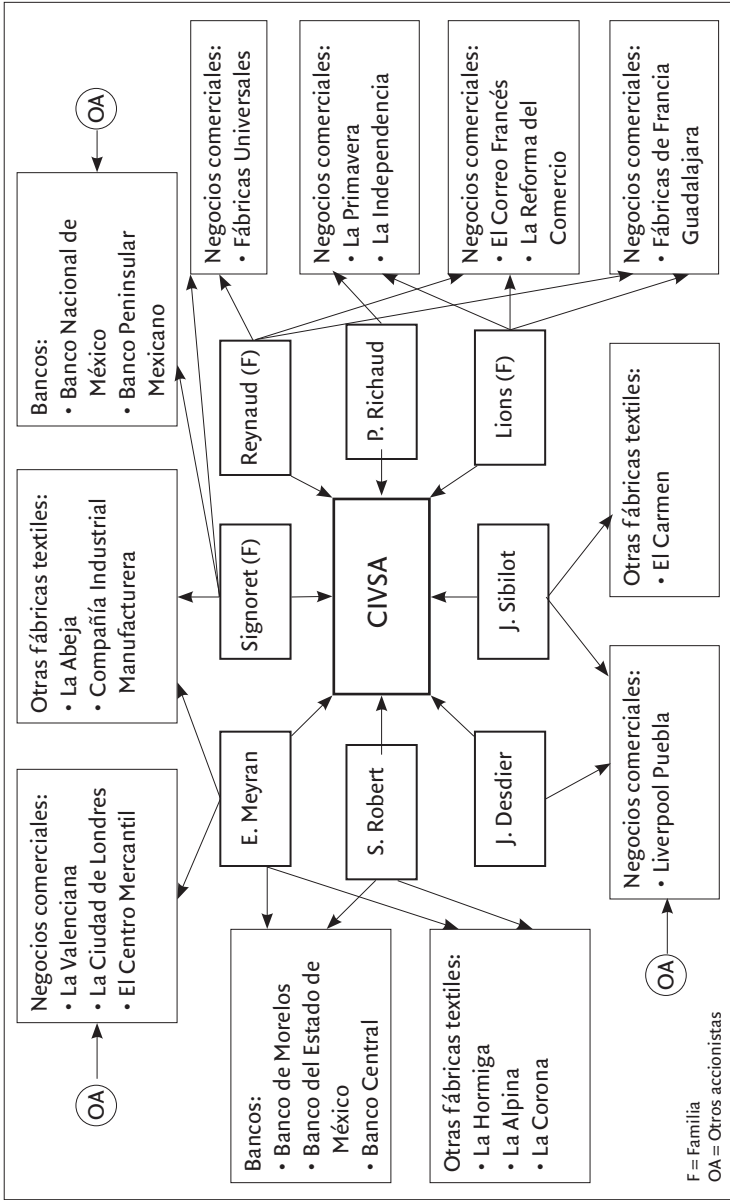 Negocios comerciales:
• La Valenciana
• La Ciudad de Londres
• El Centro Mercantil
OA
Otras fábricas textiles:
• La Abeja
• Compañía Industrial
Manufacturera
Bancos:
• Banco Nacional de
México
• Banco Peninsular
Mexicano
OA
Bancos:
• Banco de Morelos
• Banco del Estado de
México
• Banco Central
E. Meyran
Signoret (F)
Reynaud (F)
Negocios comerciales:
• Fábricas Universales
Otras fábricas textiles:
• La Hormiga
• La Alpina
• La Corona
S. Robert
CIVSA
P. Richaud
Negocios comerciales:
• La Primavera
• La Independencia
J. Desdier
J. Sibilot
Lions (F)
Negocios comerciales:
• El Correo Francés
• La Reforma del
Comercio
OA
Negocios comerciales:
• Liverpool Puebla
Otras fábricas textiles:
• El Carmen
Negocios comerciales:
• Fábricas de Francia
Guadalajara
F = Familia
OA = Otros accionistas